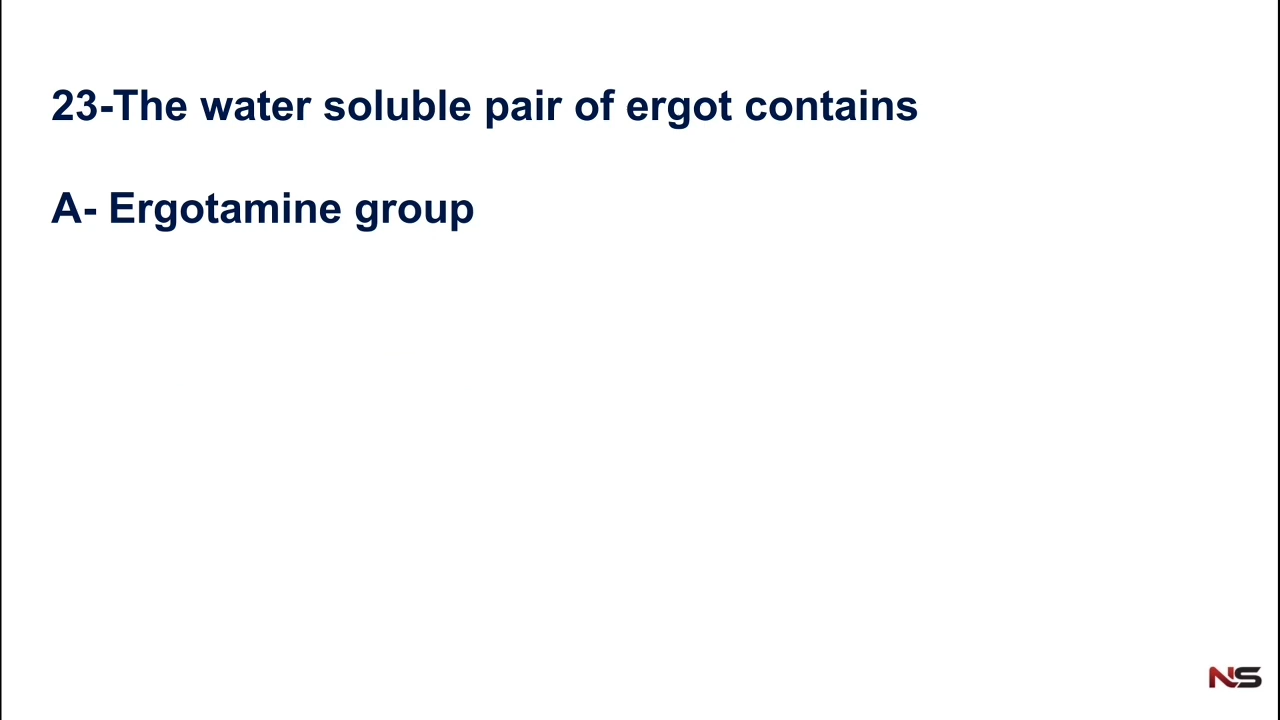 23-The water soluble pair of ergot contains
A- Ergotamine group
NS